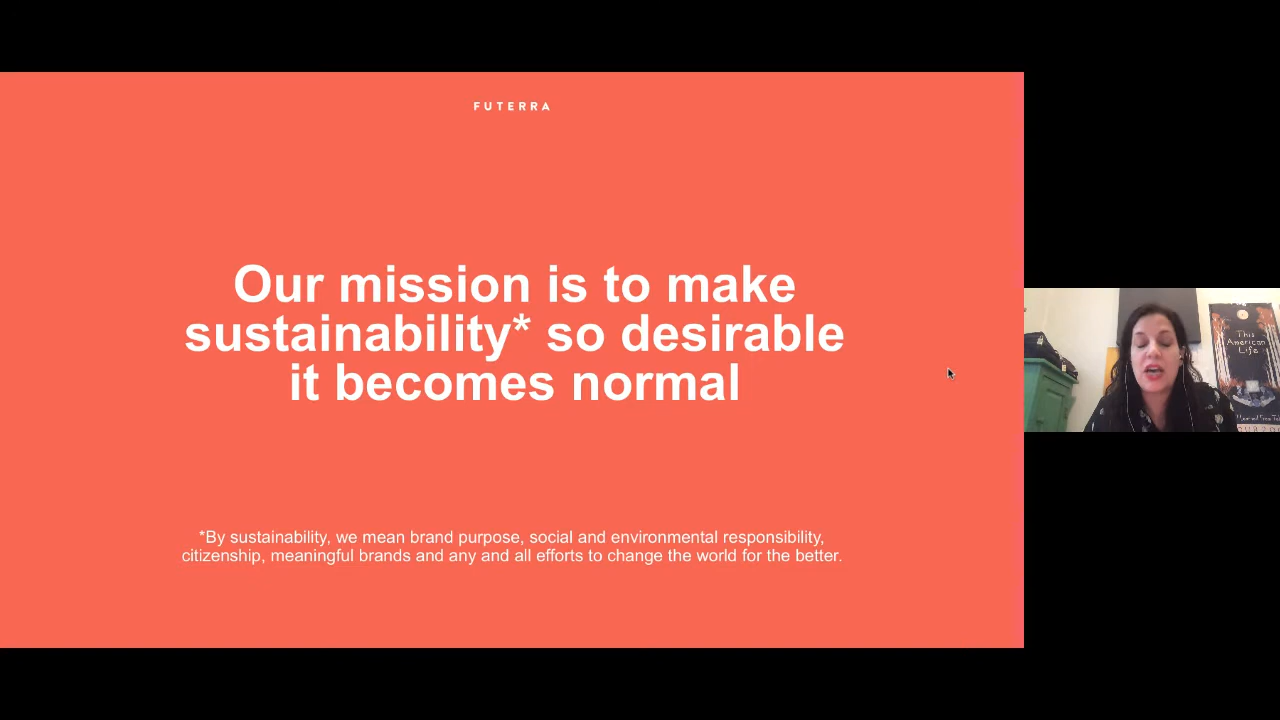 FUTERRA
Our mission is to make
sustainability* so desirable
it becomes normal
*By sustainability, we mean brand purpose, social and environmental responsibility,
citizenship, meaningful brands and any and all efforts to change the world for the better.
This
American
Life